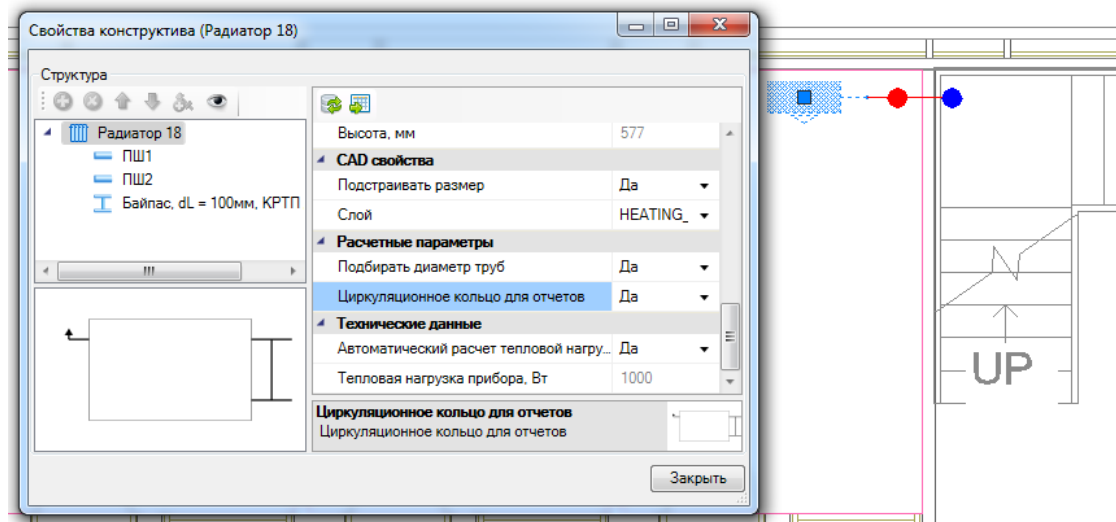 Свойства конструктива (Радиатор 18)
Структура
Радиатор 18
ПШ1
ПШ2
Байпас, dL = 100мм, КРТП
Высота, мм 577
CAD свойства
Подстраивать размер Да
Слой HEATING_
Расчетные параметры
Подбирать диаметр труб Да
Циркуляционное кольцо для отчетов Да
Технические данные
Автоматический расчет тепловой нагру... Да
Тепловая нагрузка прибора, Вт 1000
Циркуляционное кольцо для отчетов
Циркуляционное кольцо для отчетов
Закрыть
UP